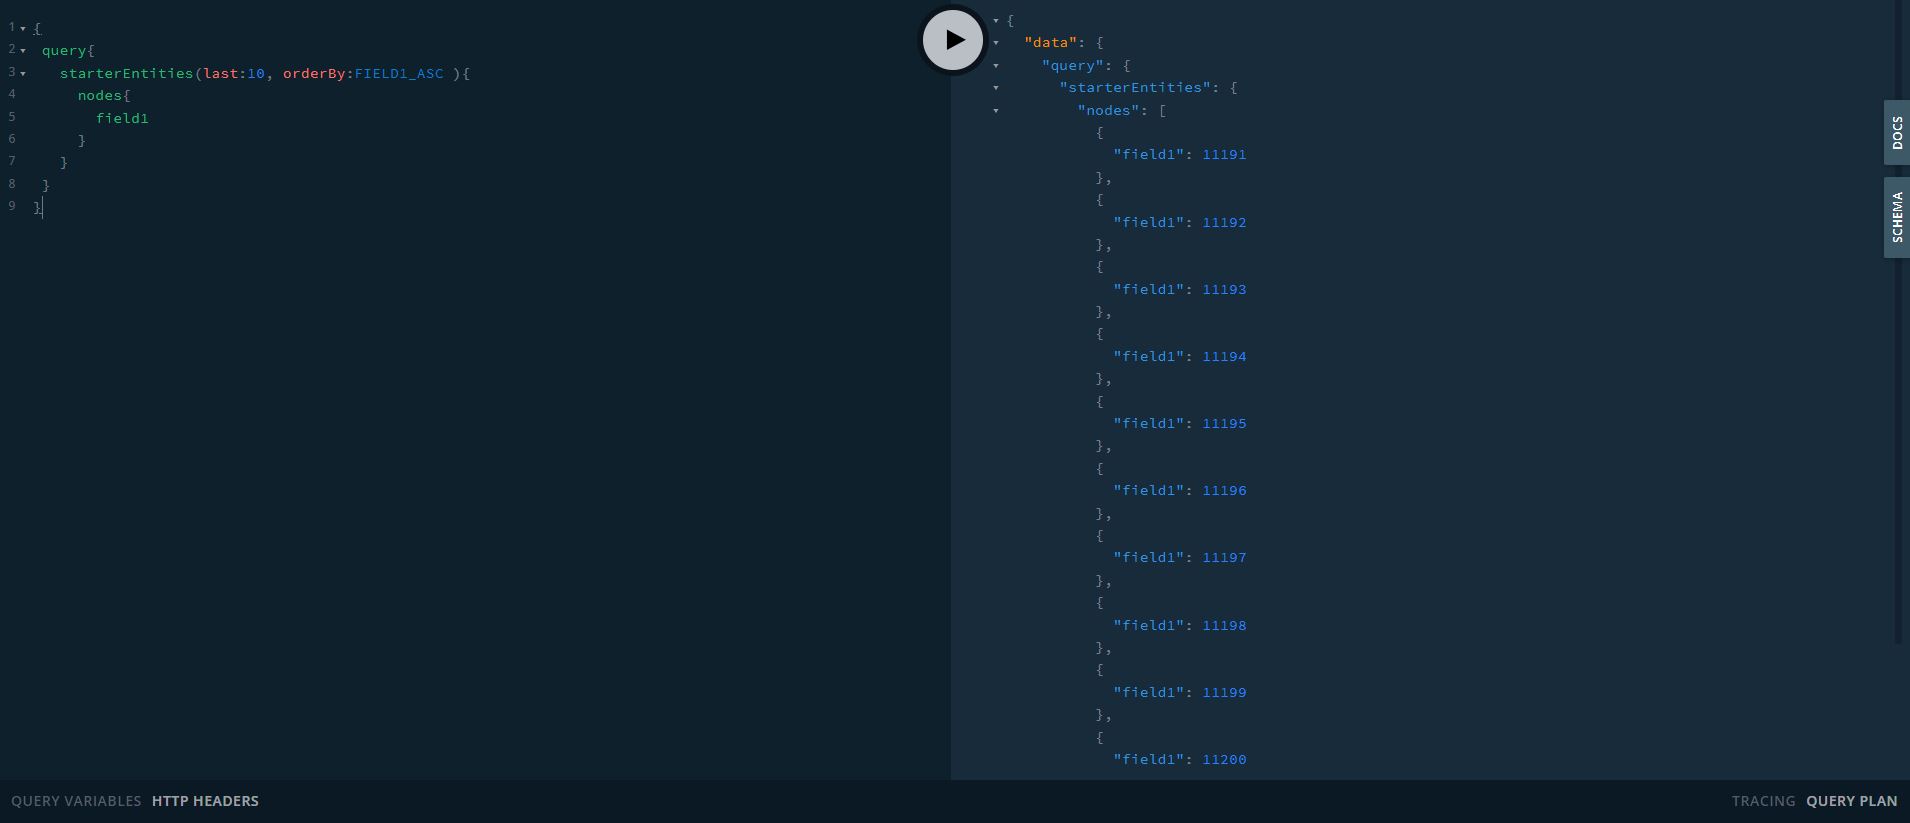 1 {
2 query{
3 starterEntities(last:10, orderBy:FIELD1_ASC ){
4 nodes{
5 field1
6 }
7 }
8 }
9 }
{
"data": {
"query": {
"starterEntities": {
"nodes": [
{
"field1": 11191
},
{
"field1": 11192
},
{
"field1": 11193
},
{
"field1": 11194
},
{
"field1": 11195
},
{
"field1": 11196
},
{
"field1": 11197
},
{
"field1": 11198
},
{
"field1": 11199
},
{
"field1": 11200
DOCS
SCHEMA
QUERY VARIABLES HTTP HEADERS
TRACING QUERY PLAN